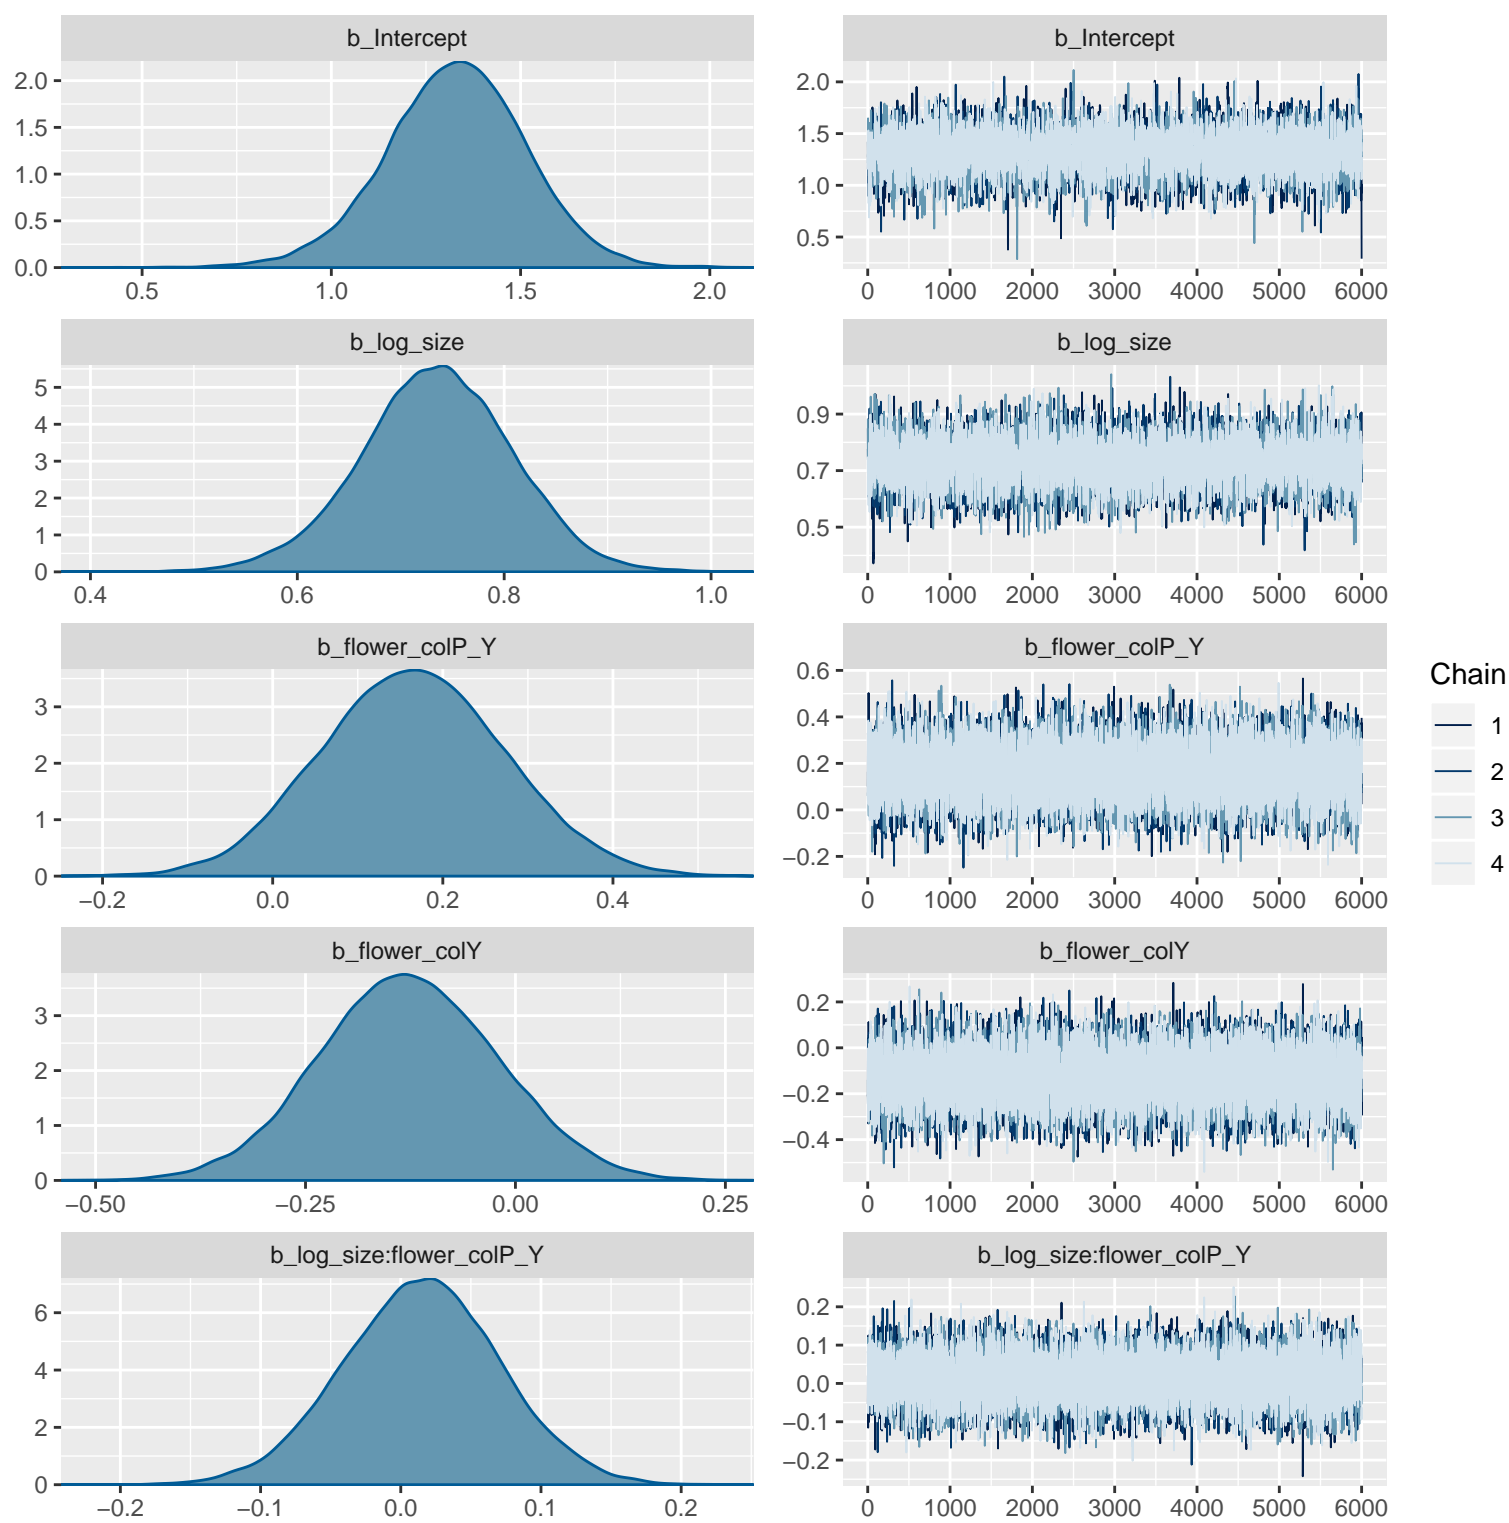 b_Intercept
2.0
1.5
1.0
0.5
0.0
0.5 1.0 1.5 2.0
b_Intercept
2.0
1.5
1.0
0.5
0 1000 2000 3000 4000 5000 6000
b_log_size
5
4
3
2
1
0
0.4 0.6 0.8 1.0
b_log_size
0.9
0.7
0.5
0 1000 2000 3000 4000 5000 6000
b_flower_colP_Y
3
2
1
0
−0.2 0.0 0.2 0.4
b_flower_colP_Y
0.6
0.4
0.2
0.0
−0.2
0 1000 2000 3000 4000 5000 6000
b_flower_colY
3
2
1
0
−0.50 −0.25 0.00 0.25
b_flower_colY
0.2
0.0
−0.2
−0.4
0 1000 2000 3000 4000 5000 6000
b_log_size:flower_colP_Y
6
4
2
0
−0.2 −0.1 0.0 0.1 0.2
b_log_size:flower_colP_Y
0.2
0.1
0.0
−0.1
−0.2
0 1000 2000 3000 4000 5000 6000
Chain
1
2
3
4